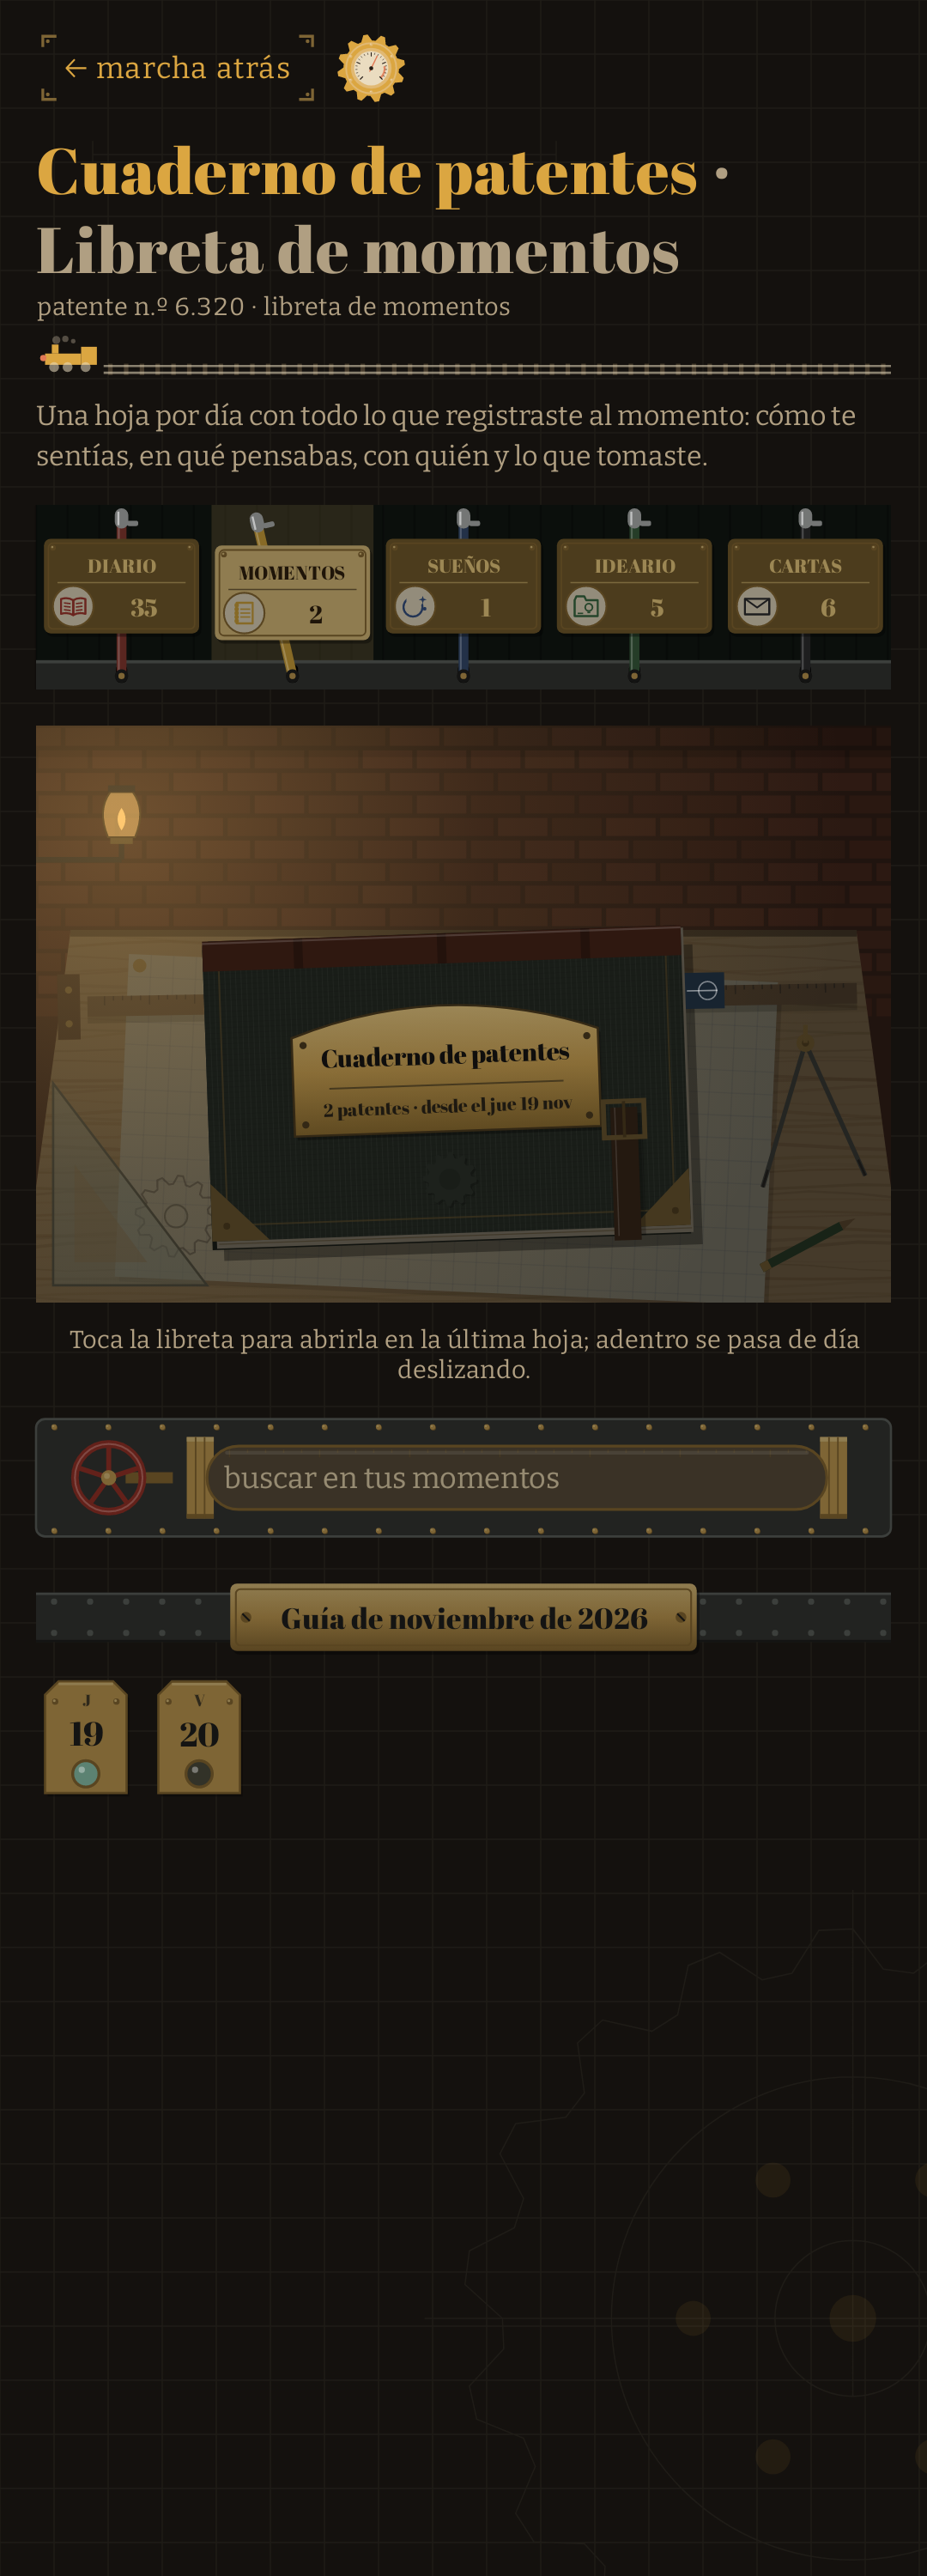 ← marcha atrás
Cuaderno de patentes ·
Libreta de momentos
patente n.º 6.320 · libreta de momentos
Una hoja por día con todo lo que registraste al momento: cómo te
sentías, en qué pensabas, con quién y lo que tomaste.
DIARIO
35
MOMENTOS
2
SUEÑOS
1
IDEARIO
5
CARTAS
6
Cuaderno de patentes
2 patentes · desde el jue 19 nov
Toca la libreta para abrirla en la última hoja; adentro se pasa de día
deslizando.
buscar en tus momentos
Guía de noviembre de 2026
J
19
V
20